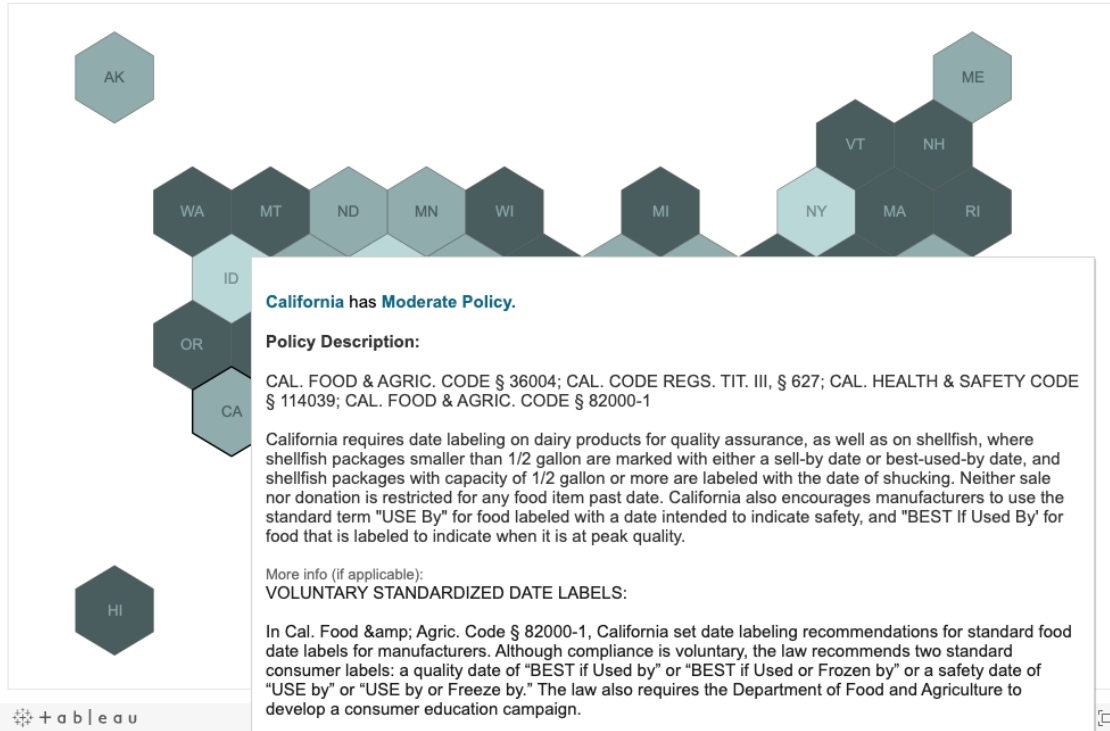 AK
ME
VT
NH
WA
MT
ND
MN
WI
MI
NY
MA
RI
ID
California has Moderate Policy.
Policy Description:
OR
CAL. FOOD & AGRIC. CODE § 36004; CAL. CODE REGS. TIT. III, § 627; CAL. HEALTH & SAFETY CODE
§ 114039; CAL. FOOD & AGRIC. CODE § 82000-1
CA
California requires date labeling on dairy products for quality assurance, as well as on shellfish, where
shellfish packages smaller than 1/2 gallon are marked with either a sell-by date or best-used-by date, and
shellfish packages with capacity of 1/2 gallon or more are labeled with the date of shucking. Neither sale
nor donation is restricted for any food item past date. California also encourages manufacturers to use the
standard term "USE By" for food labeled with a date intended to indicate safety, and "BEST If Used By' for
food that is labeled to indicate when it is at peak quality.
More info (if applicable):
VOLUNTARY STANDARDIZED DATE LABELS:
HI
In Cal. Food &amp; Agric. Code § 82000-1, California set date labeling recommendations for standard food
date labels for manufacturers. Although compliance is voluntary, the law recommends two standard
consumer labels: a quality date of “BEST if Used by” or “BEST if Used or Frozen by” or a safety date of
“USE by” or “USE by or Freeze by.” The law also requires the Department of Food and Agriculture to
develop a consumer education campaign.
+ a b l e a u